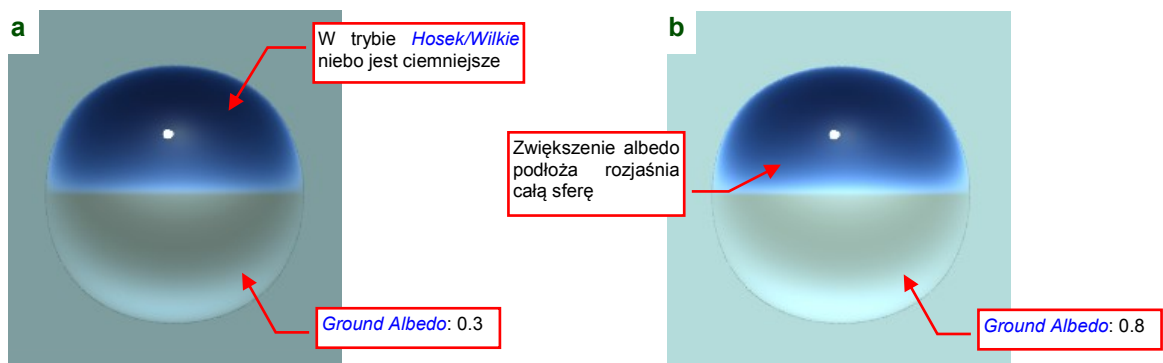 a
W trybie Hosek/Wilkie
niebo jest ciemniejsze
Ground Albedo: 0.3
b
Zwiększenie albedo
podłoża rozjaśnia
całą sferę
Ground Albedo: 0.8